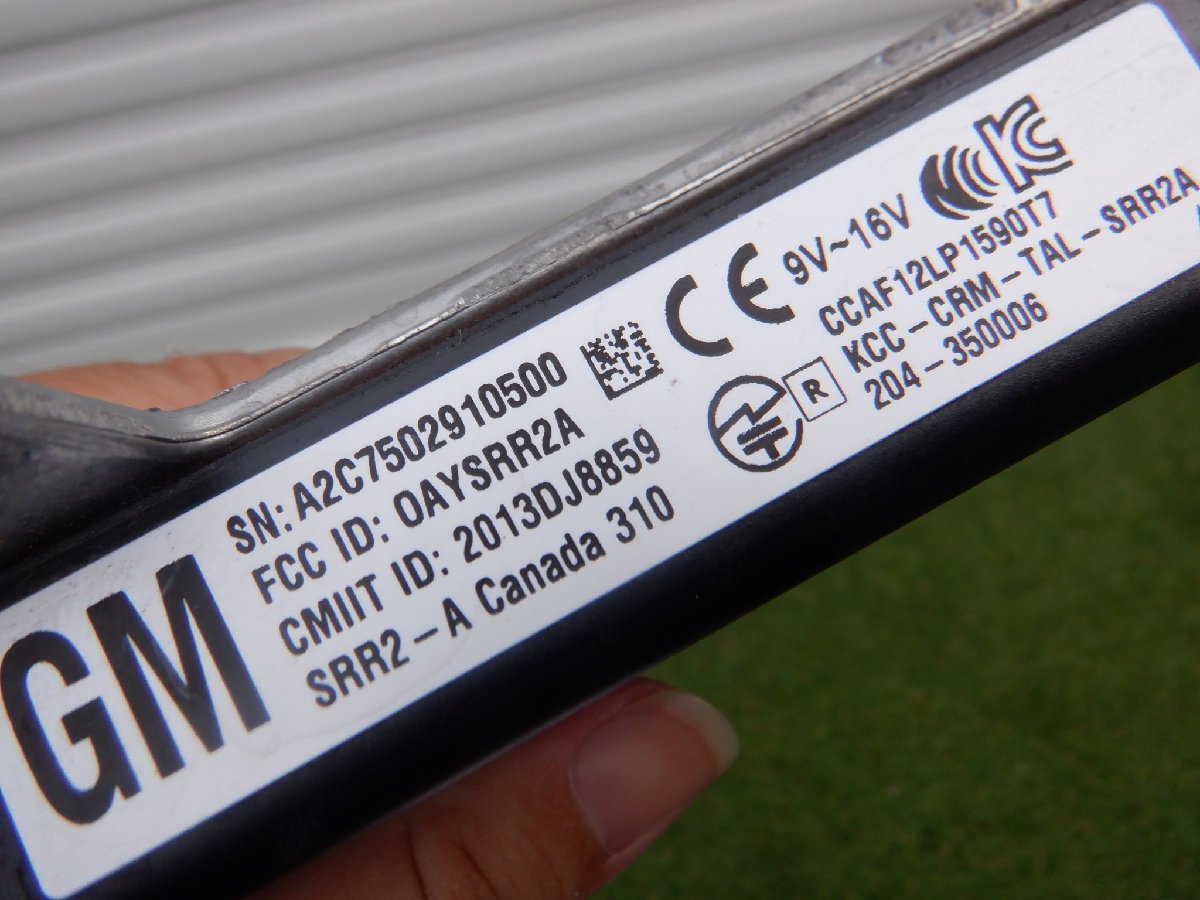 GM
SN: A2C7502910500
FCC ID: OAYSRR2A
CMIIT ID: 2013DJ8859
SRR2-A Canada 310
CE
9V~16V
CCAF12LP1590T7
KCC-CRM-TAL-SRR2A
R
204-350006